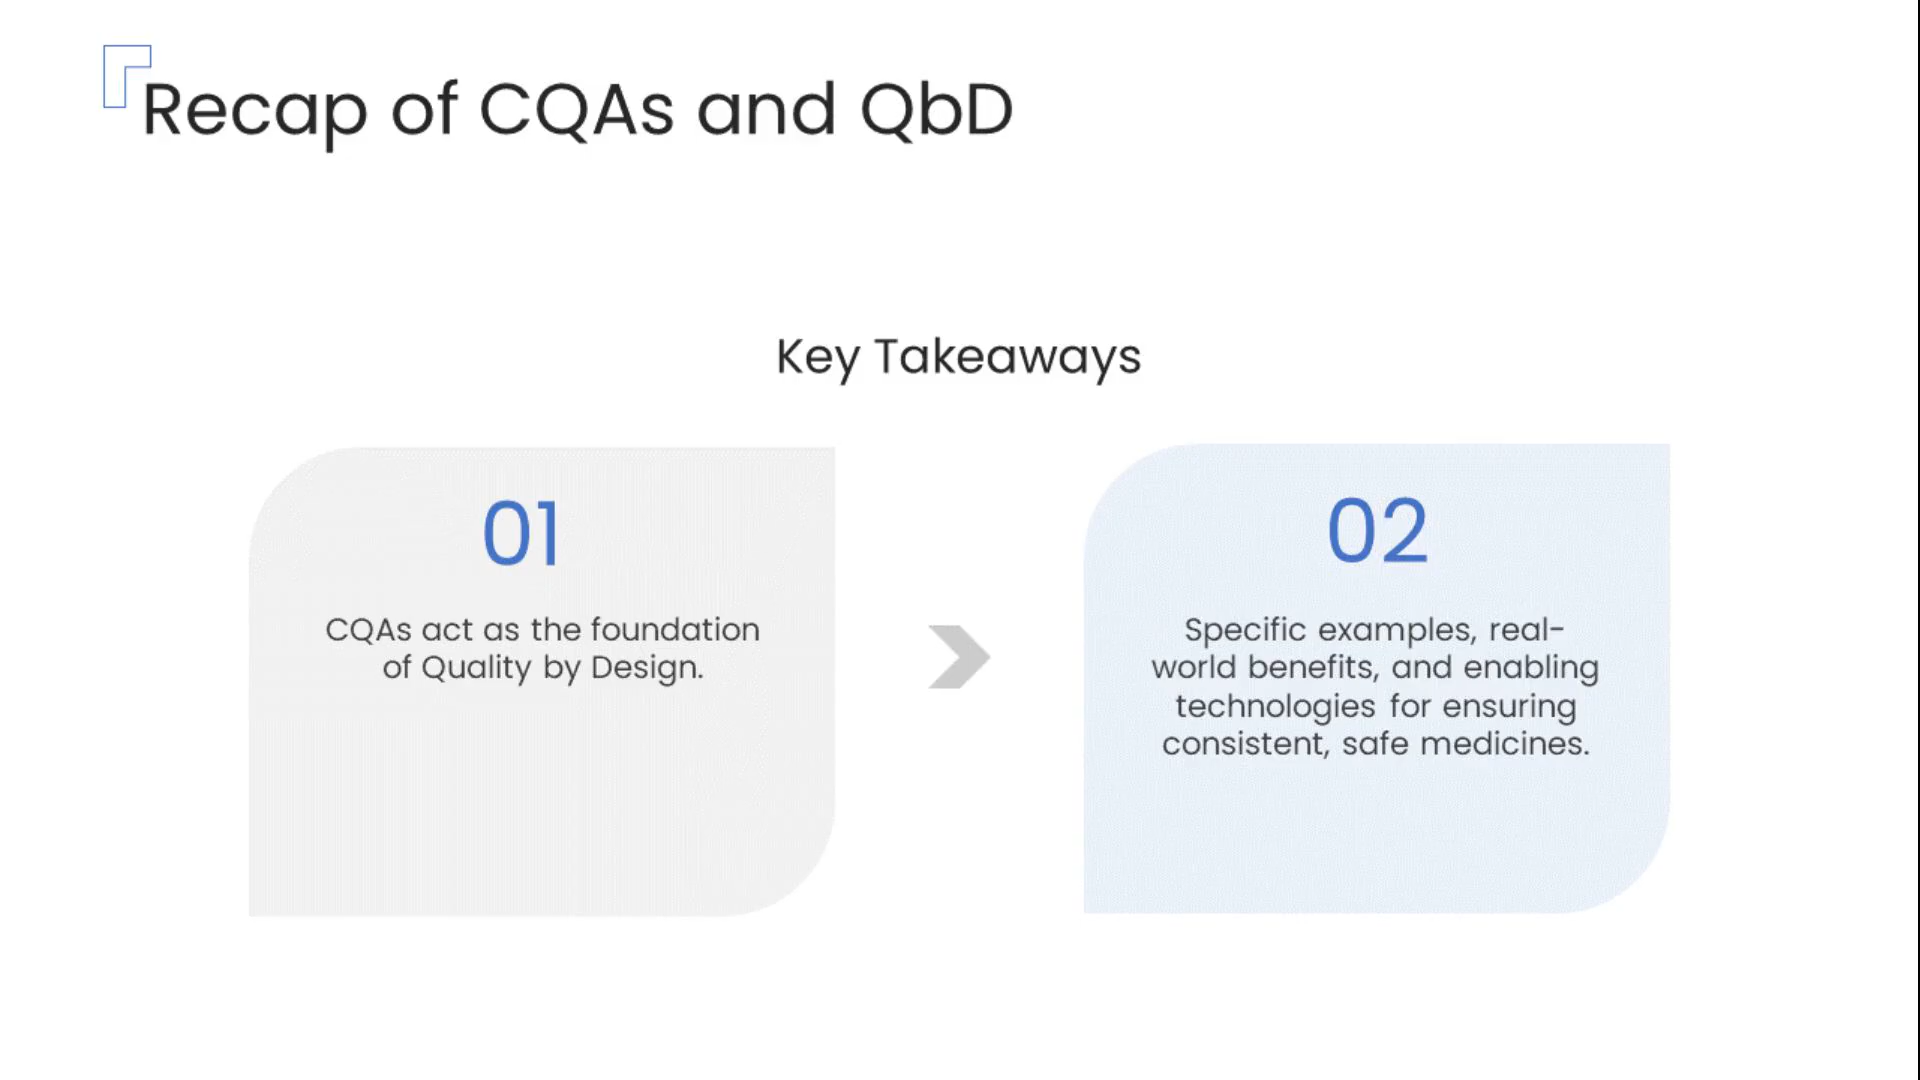 Recap of CQAs and QbD
Key Takeaways
01
CQAs act as the foundation
of Quality by Design.
02
Specific examples, real-
world benefits, and enabling
technologies for ensuring
consistent, safe medicines.